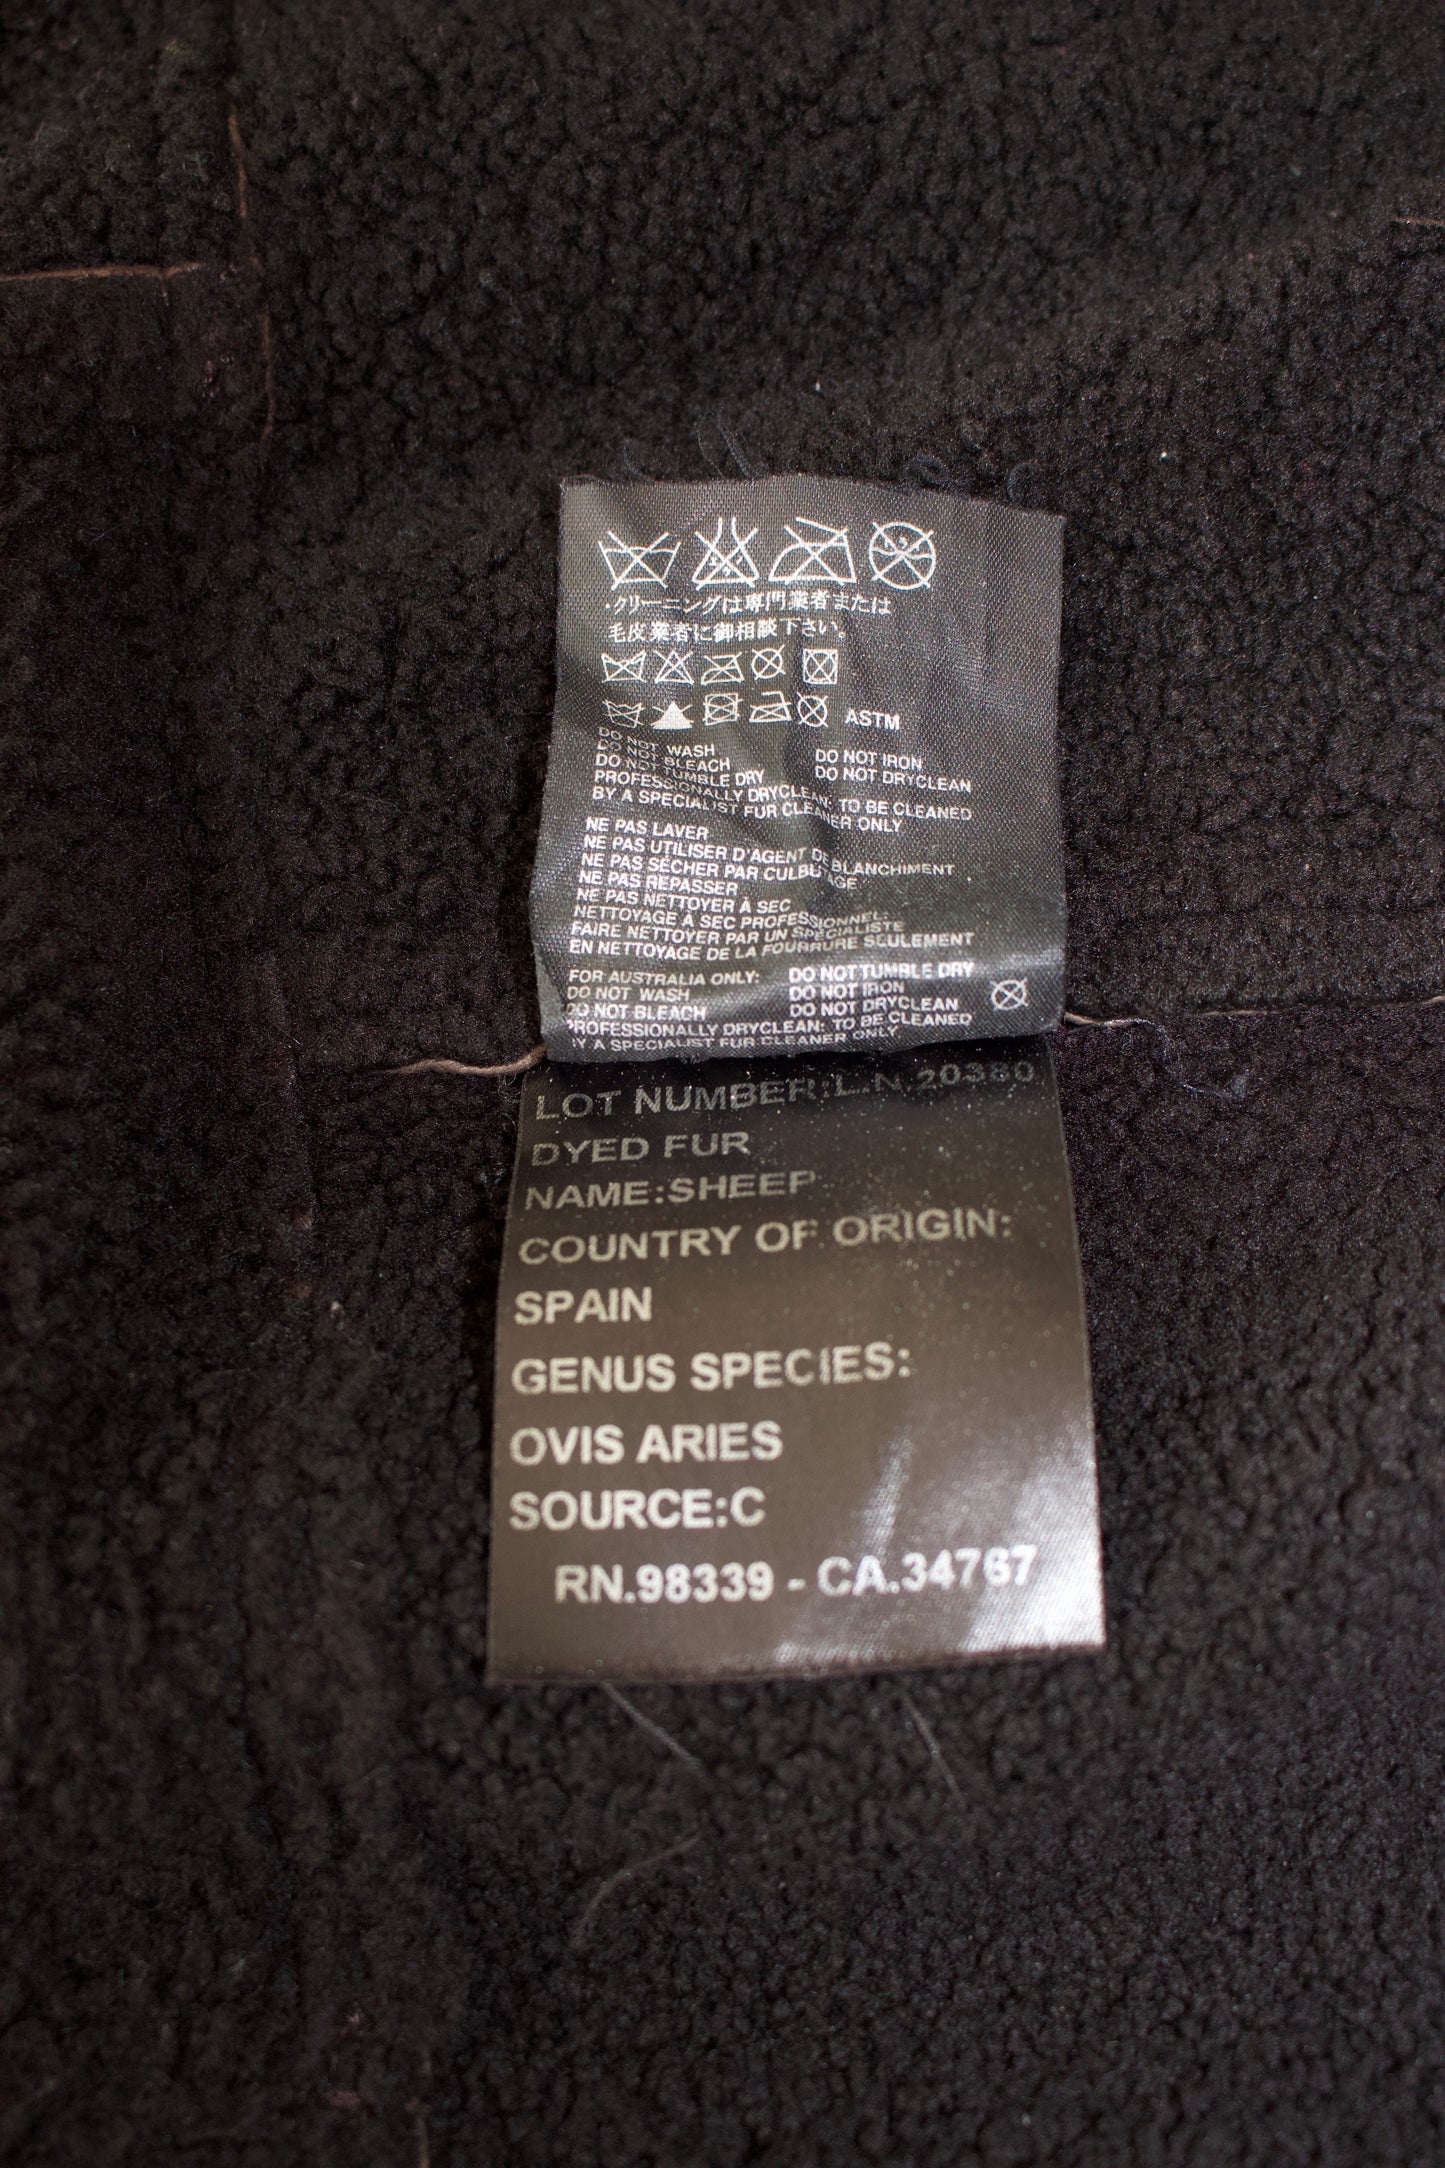 ・クリーニングは専門業者または
毛皮業者に御相談下さい。
ASTM
DO NOT WASH
DO NOT BLEACH DO NOT IRON
DO NOT TUMBLE DRY DO NOT DRYCLEAN
PROFESSIONALLY DRYCLEAN: TO BE CLEANED
BY A SPECIALIST FUR CLEANER ONLY
NE PAS LAVER
NE PAS UTILISER D'AGENT DE BLANCHIMENT
NE PAS SÉCHER PAR CULBUTAGE
NE PAS REPASSER
NE PAS NETTOYER À SEC
NETTOYAGE À SEC PROFESSIONNEL:
FAIRE NETTOYER PAR UN SPÉCIALISTE
EN NETTOYAGE DE LA FOURRURE SEULEMENT
FOR AUSTRALIA ONLY: DO NOT TUMBLE DRY
DO NOT WASH DO NOT IRON
DO NOT BLEACH DO NOT DRYCLEAN
PROFESSIONALLY DRYCLEAN: TO BE CLEANED
BY A SPECIALIST FUR CLEANER ONLY
LOT NUMBER:L.N.20380
DYED FUR
NAME:SHEEP
COUNTRY OF ORIGIN:
SPAIN
GENUS SPECIES:
OVIS ARIES
SOURCE:C
RN.98339 - CA.34767